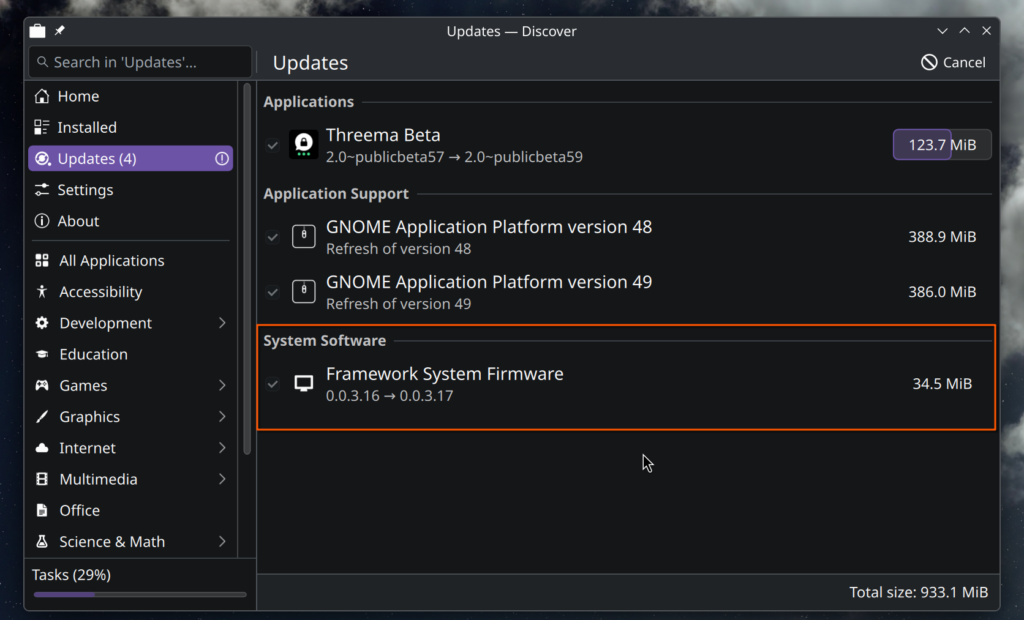 Updates — Discover
Search in 'Updates'...
Updates
Cancel
Home
Installed
Updates (4)
Settings
About
All Applications
Accessibility
Development
Education
Games
Graphics
Internet
Multimedia
Office
Science & Math
Tasks (29%)
Applications
Threema Beta
2.0~publicbeta57 → 2.0~publicbeta59
123.7 MiB
Application Support
GNOME Application Platform version 48
Refresh of version 48
388.9 MiB
GNOME Application Platform version 49
Refresh of version 49
386.0 MiB
System Software
Framework System Firmware
0.0.3.16 → 0.0.3.17
34.5 MiB
Total size: 933.1 MiB